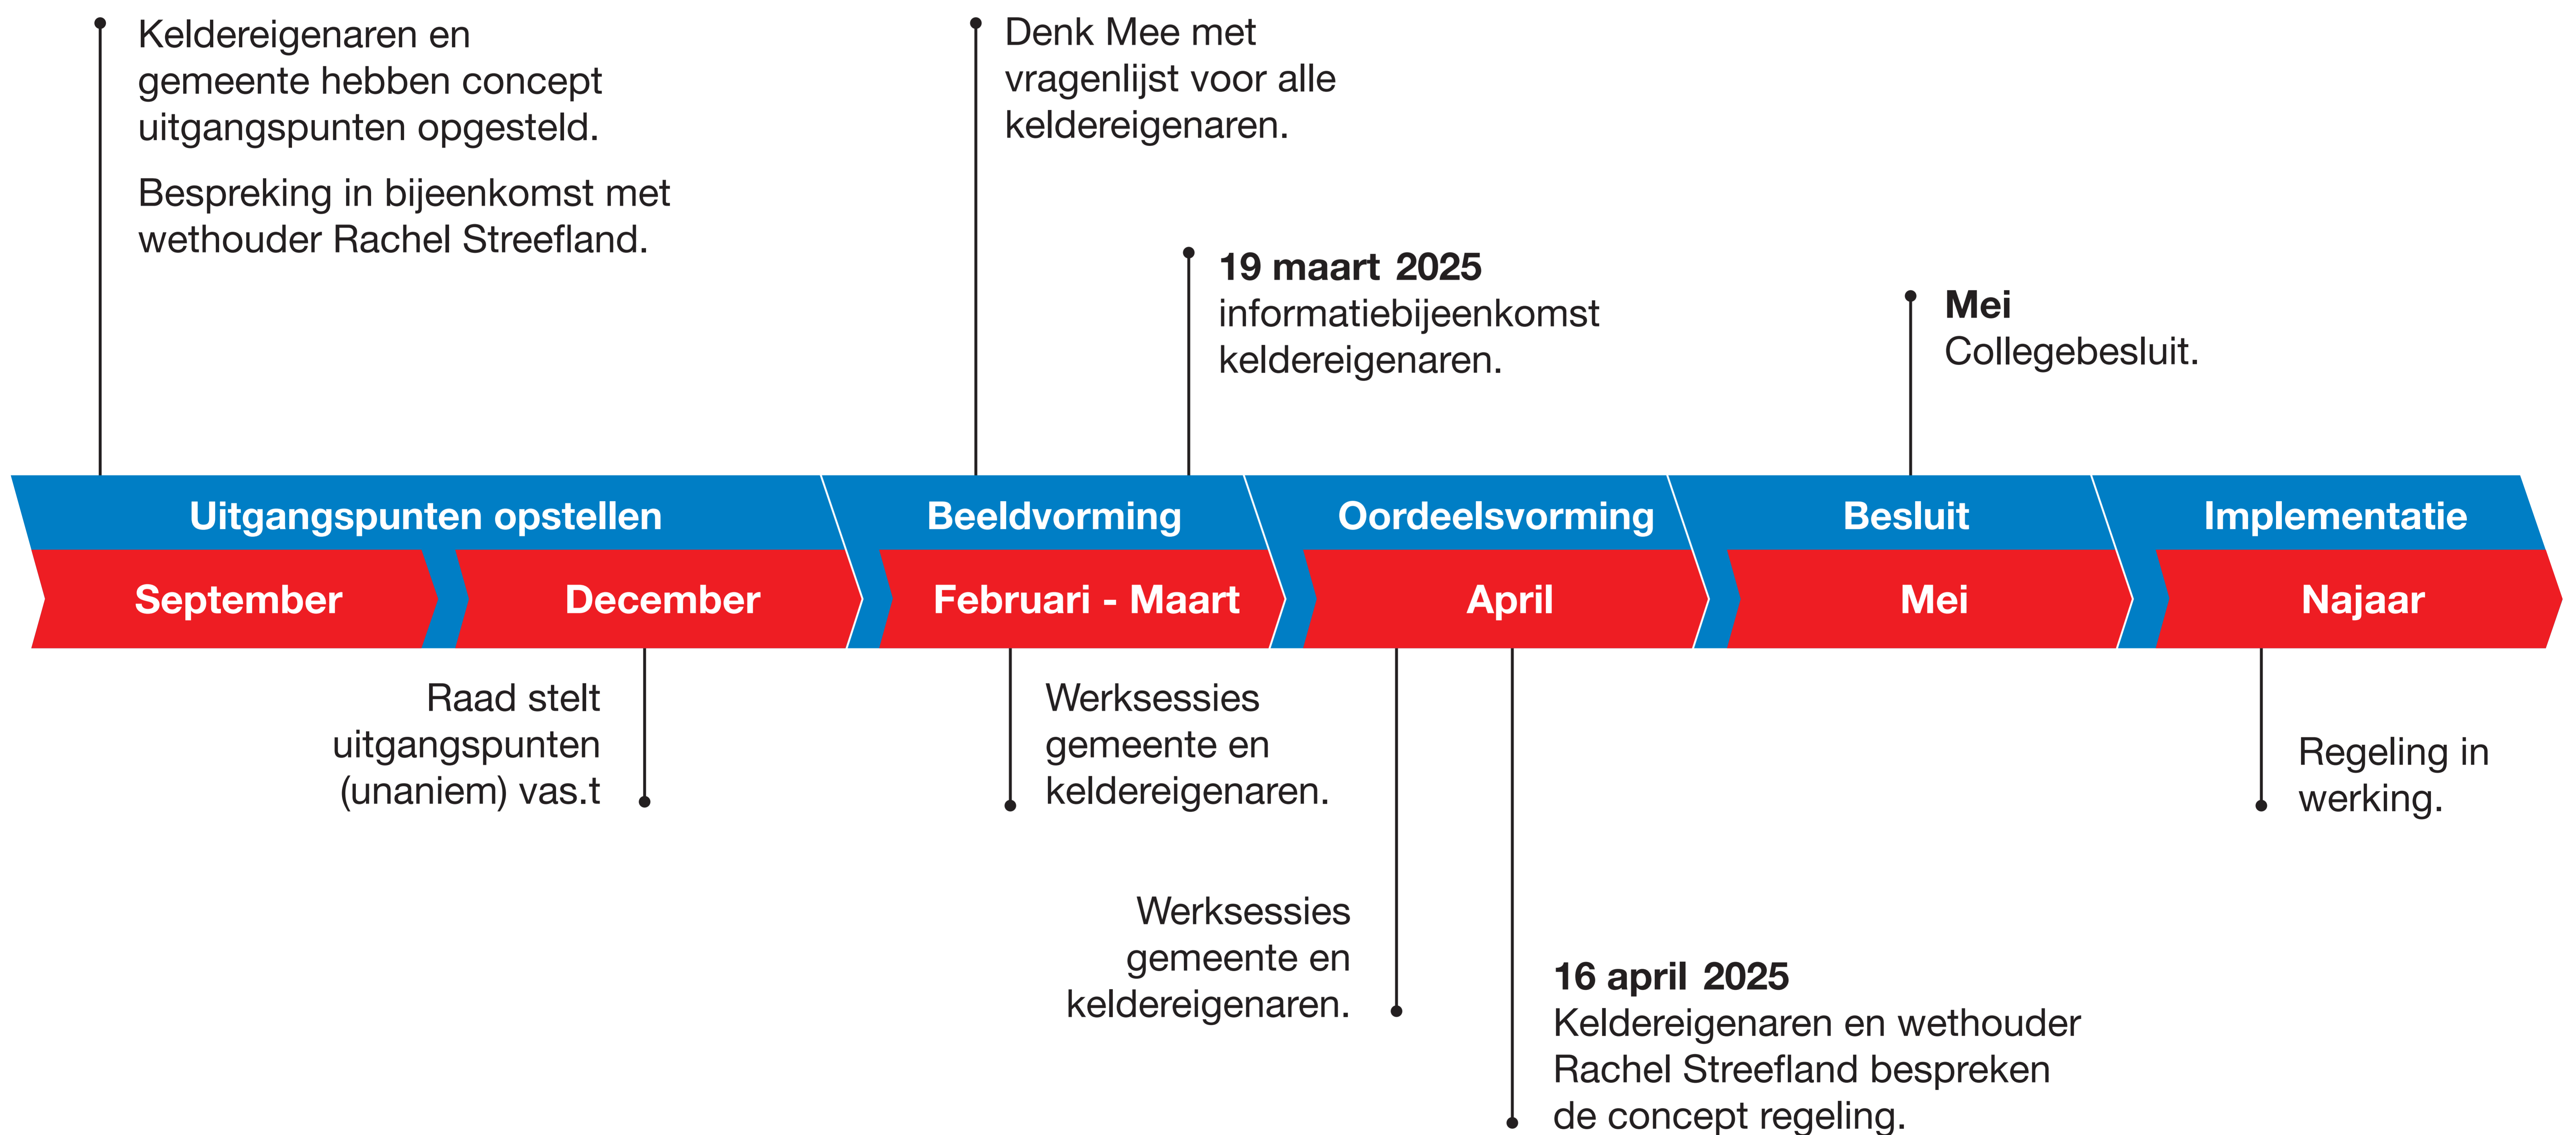 Keldereigenaren en
gemeente hebben concept
uitgangspunten opgesteld.
Bespreking in bijeenkomst met
wethouder Rachel Streefland.
Denk Mee met
vragenlijst voor alle
keldereigenaren.
19 maart 2025
informatiebijeenkomst
keldereigenaren.
Mei
Collegebesluit.
Uitgangspunten opstellen
Beeldvorming
Oordeelsvorming
Besluit
Implementatie
September
December
Februari - Maart
April
Mei
Najaar
Raad stelt
uitgangspunten
(unaniem) vas.t
Werksessies
gemeente en
keldereigenaren.
Werksessies
gemeente en
keldereigenaren.
16 april 2025
Keldereigenaren en wethouder
Rachel Streefland bespreken
de concept regeling.
Regeling in
werking.